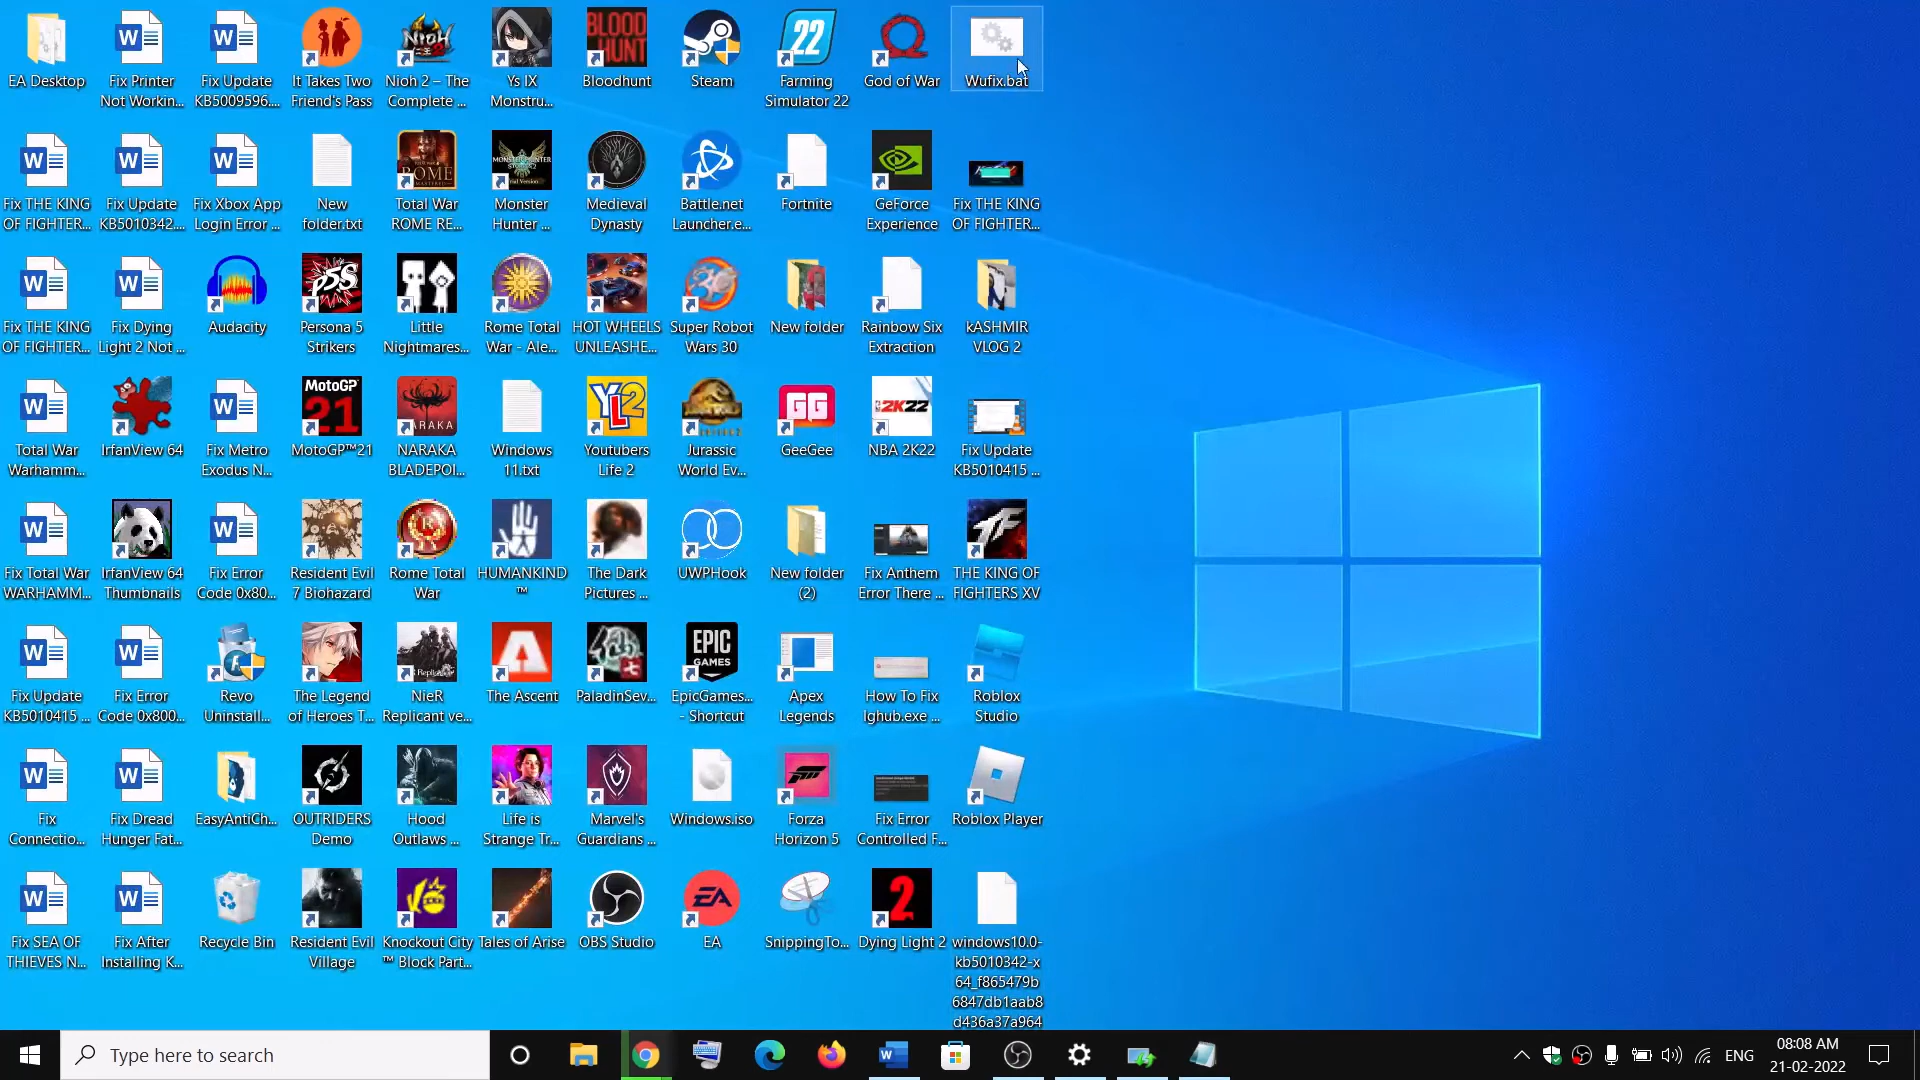 EA Desktop
Fix Printer
Not Workin...
Fix Update
KB5009596....
It Takes Two
Friend's Pass
Nioh 2 – The
Complete ...
Ys IX
Monstru...
Bloodhunt
Steam
Farming
Simulator 22
God of War
Wufix.bat
Fix THE KING
OF FIGHTER...
Fix Update
KB5010342....
Fix Xbox App
Login Error ...
New
folder.txt
Total War
ROME RE...
Monster
Hunter ...
Medieval
Dynasty
Battle.net
Launcher.e...
Fortnite
GeForce
Experience
Fix THE KING
OF FIGHTER...
Fix THE KING
OF FIGHTER...
Fix Dying
Light 2 Not ...
Audacity
Persona 5
Strikers
Little
Nightmares...
Rome Total
War - Ale...
HOT WHEELS
UNLEASHE...
Super Robot
Wars 30
New folder
Rainbow Six
Extraction
kASHMIR
VLOG 2
Total War
Warhamm...
IrfanView 64
Fix Metro
Exodus N...
MotoGP™21
NARAKA
BLADEPOI...
Windows
11.txt
Youtubers
Life 2
Jurassic
World Ev...
GeeGee
NBA 2K22
Fix Update
KB5010415 ...
Fix Total War
WARHAMM...
IrfanView 64
Thumbnails
Fix Error
Code 0x80...
Resident Evil
7 Biohazard
Rome Total
War
HUMANKIND
™
The Dark
Pictures ...
UWPHook
New folder
(2)
Fix Anthem
Error There ...
THE KING OF
FIGHTERS XV
Fix Update
KB5010415 ...
Fix Error
Code 0x800...
Revo
Uninstall...
The Legend
of Heroes T...
NieR
Replicant ve...
The Ascent
PaladinSev...
EpicGames...
- Shortcut
Apex
Legends
How To Fix
lghub.exe ...
Roblox
Studio
Fix
Connectio...
Fix Dread
Hunger Fat...
EasyAntiCh...
OUTRIDERS
Demo
Hood
Outlaws ...
Life is
Strange Tr...
Marvel's
Guardians ...
Windows.iso
Forza
Horizon 5
Fix Error
Controlled F...
Roblox Player
Fix SEA OF
THIEVES N...
Fix After
Installing K...
Recycle Bin
Resident Evil
Village
Knockout City
™ Block Part...
Tales of Arise
OBS Studio
EA
SnippingTo...
Dying Light 2
windows10.0-
kb5010342-x
64_f865479b
6847db1aab8
d436a37a964
Type here to search
ENG
08:08 AM
21-02-2022